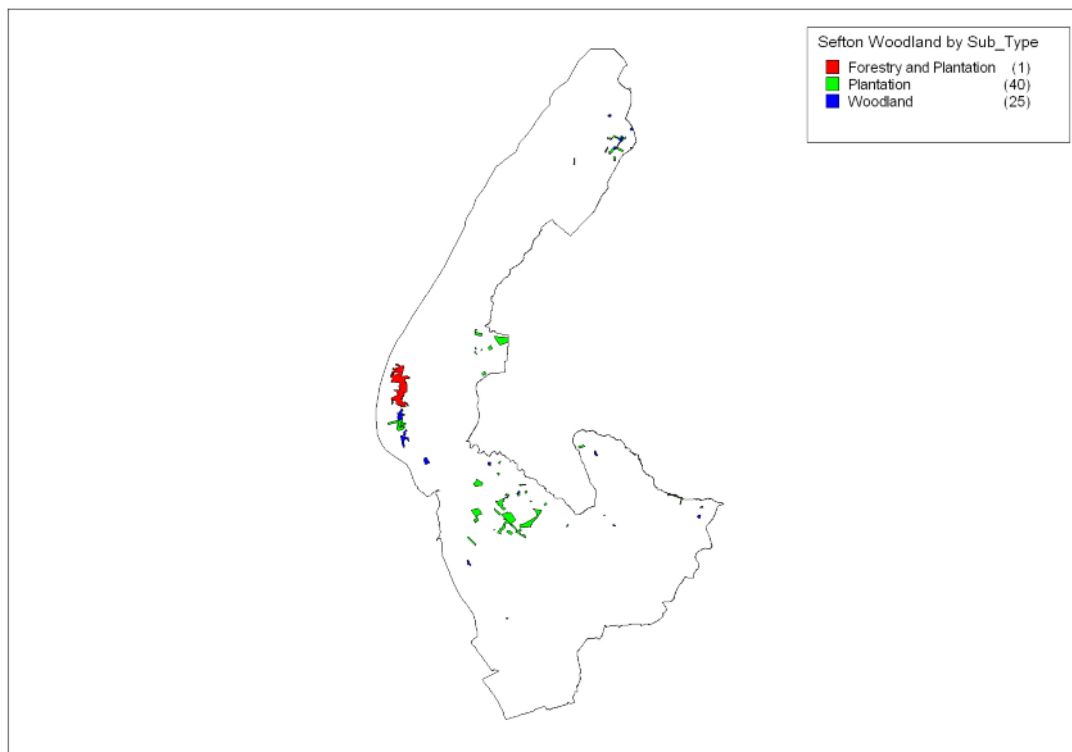 Sefton Woodland by Sub_Type
Forestry and Plantation (1)
Plantation (40)
Woodland (25)